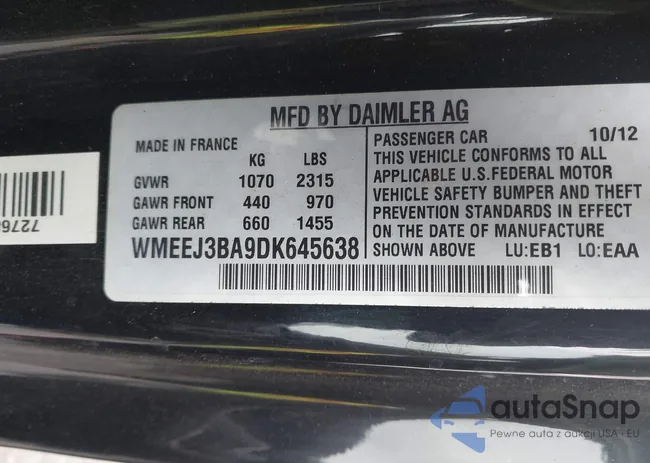 MFD BY DAIMLER AG
MADE IN FRANCE
KG LBS
GVWR 1070 2315
GAWR FRONT 440 970
GAWR REAR 660 1455
WMEEJ3BA9DK645638
PASSENGER CAR 10/12
THIS VEHICLE CONFORMS TO ALL
APPLICABLE U.S.FEDERAL MOTOR
VEHICLE SAFETY BUMPER AND THEFT
PREVENTION STANDARDS IN EFFECT
ON THE DATE OF MANUFACTURE
SHOWN ABOVE LU:EB1 LO:EAA
autoSnap
Pewne auta z aukcji USA - EU